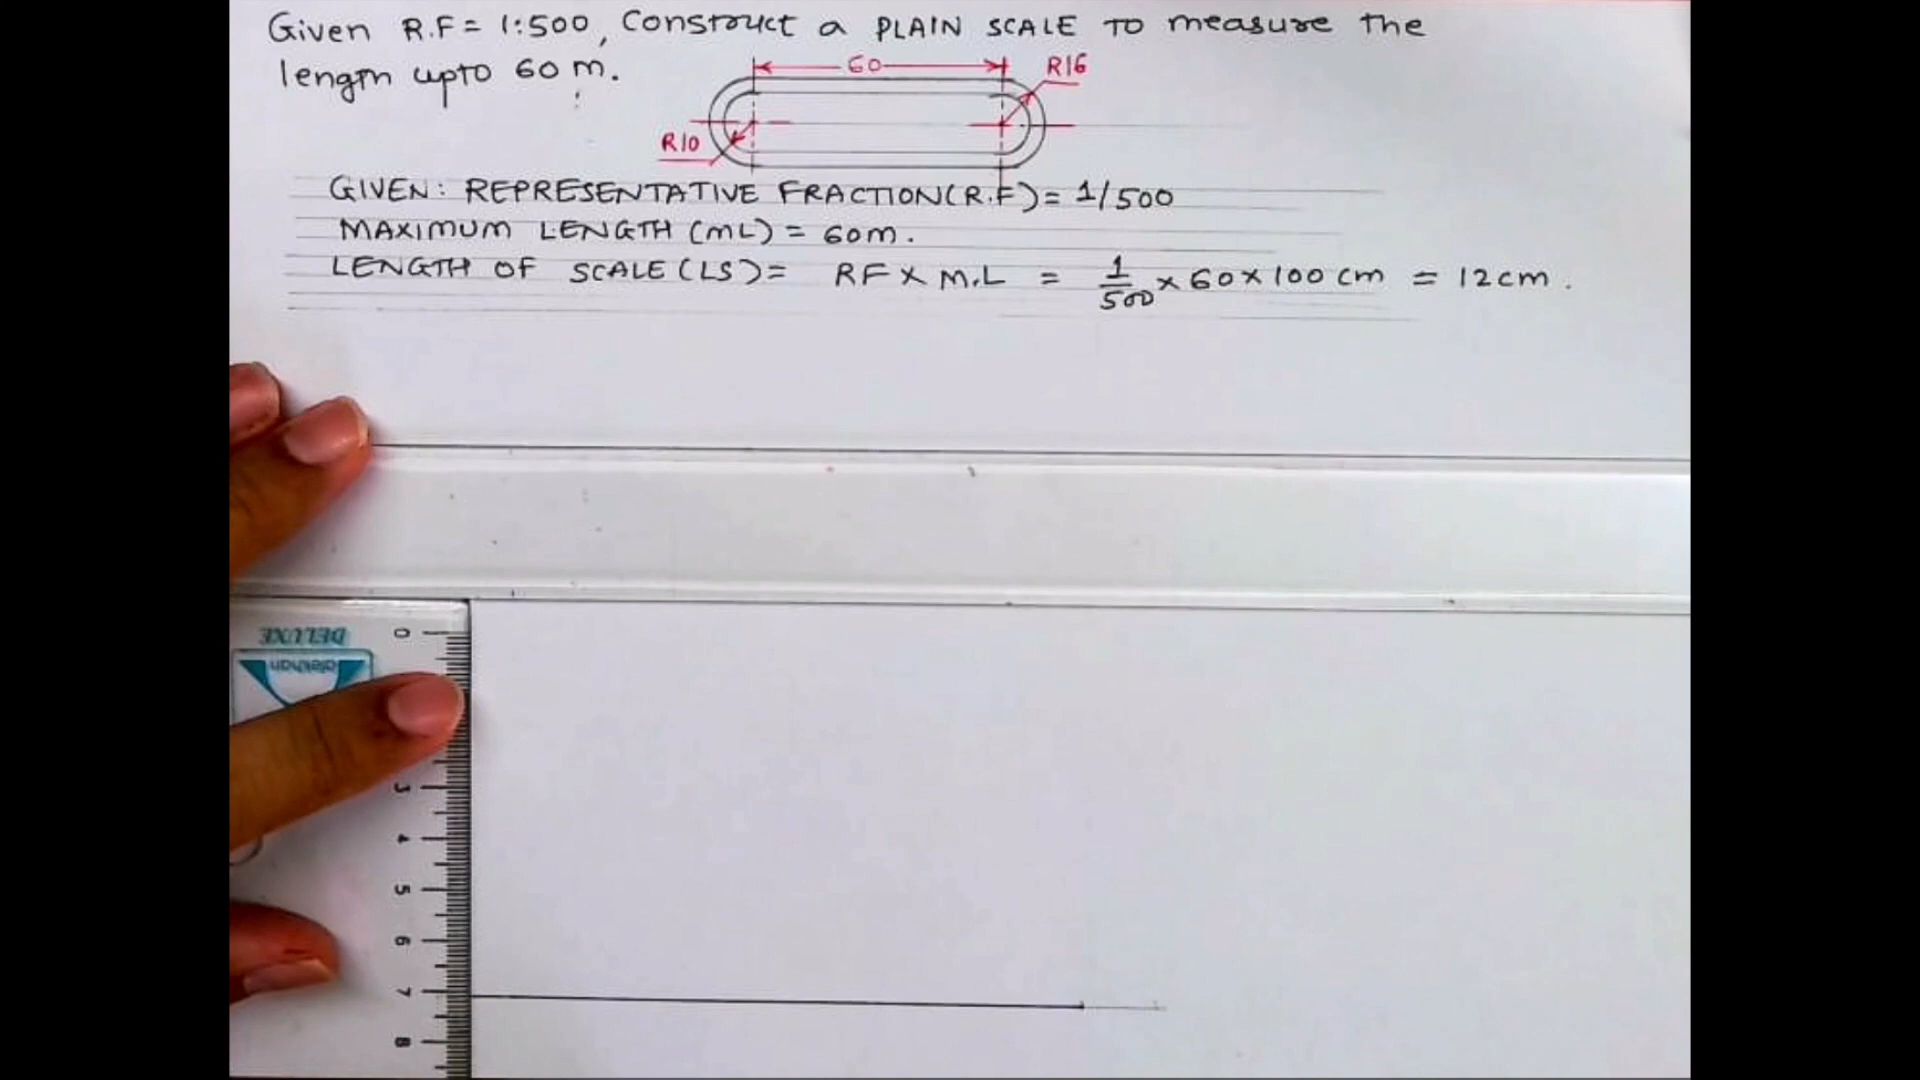 Given R.F = 1:500, Construct a PLAIN SCALE TO measure the
length upto 60 m.
60
R16
R10
GIVEN: REPRESENTATIVE FRACTION(R.F) = 1/500
MAXIMUM LENGTH (ML) = 60m.
LENGTH OF SCALE (LS) = RF X M.L = 1/500 x 60 x 100 cm = 12 cm.
DELUXE
0
3
4
5
6
7
8